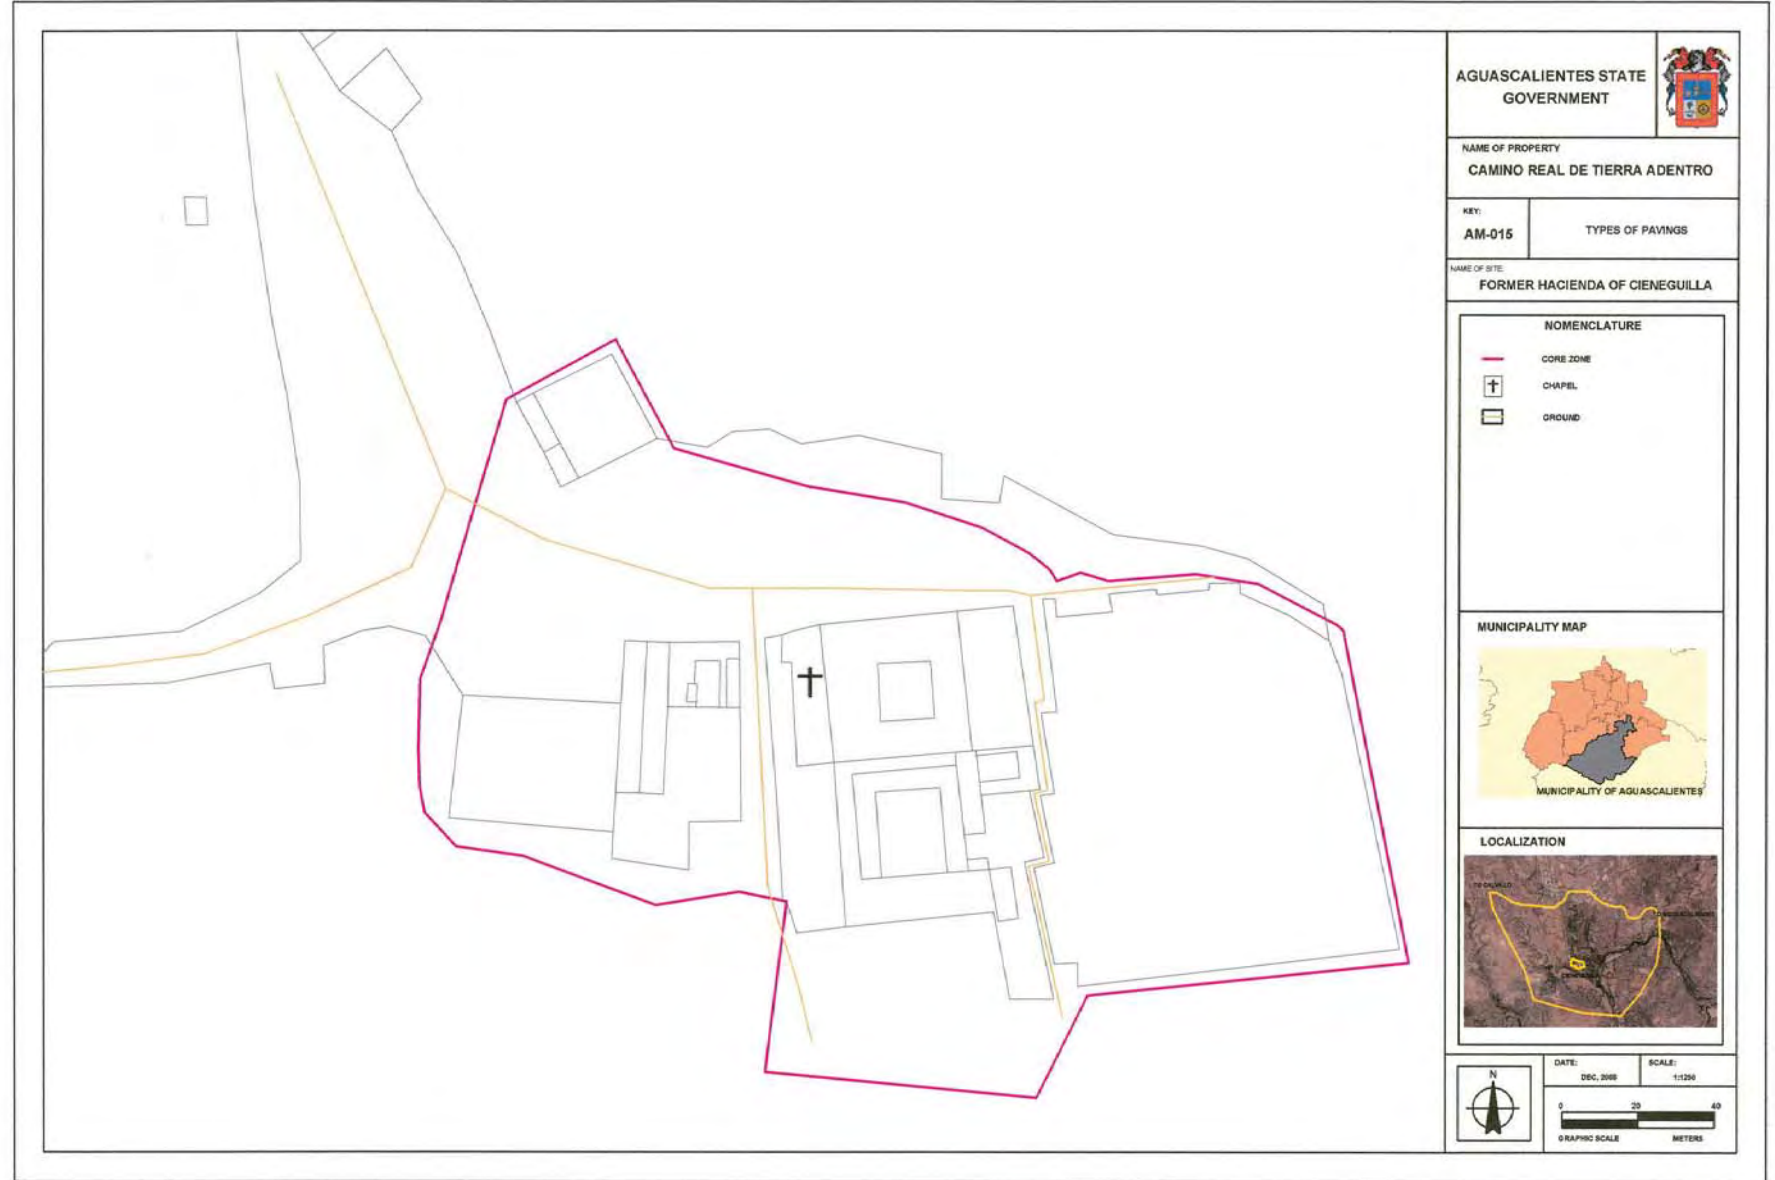 AGUASCALIENTES STATE
GOVERNMENT
NAME OF PROPERTY
CAMINO REAL DE TIERRA ADENTRO
KEY:
AM-015
TYPES OF PAVINGS
NAME OF SITE:
FORMER HACIENDA OF CIENEGUILLA
NOMENCLATURE
CORE ZONE
CHAPEL
GROUND
MUNICIPALITY MAP
MUNICIPALITY OF AGUASCALIENTES
LOCALIZATION
TO CALVILLO
N
DATE:
DEC,
SCALE:
1:1250
0 20 40
GRAPHIC SCALE METERS